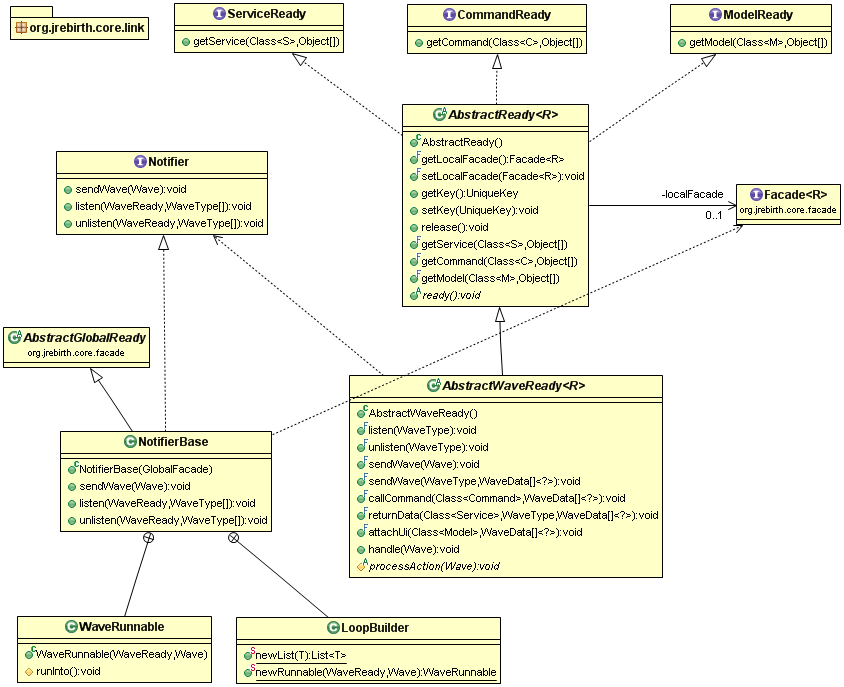 org.jrebirth.core.link
ServiceReady
getService(Class<S>,Object[])
CommandReady
getCommand(Class<C>,Object[])
ModelReady
getModel(Class<M>,Object[])
AbstractReady<R>
AbstractReady()
getLocalFacade():Facade<R>
setLocalFacade(Facade<R>):void
getKey():UniqueKey
setKey(UniqueKey):void
release():void
getService(Class<S>,Object[])
getCommand(Class<C>,Object[])
getModel(Class<M>,Object[])
ready():void
Notifier
sendWave(Wave):void
listen(WaveReady,WaveType[]):void
unlisten(WaveReady,WaveType[]):void
-localFacade
0..1
Facade<R>
org.jrebirth.core.facade
AbstractGlobalReady
org.jrebirth.core.facade
AbstractWaveReady<R>
AbstractWaveReady()
listen(WaveType):void
unlisten(WaveType):void
sendWave(Wave):void
sendWave(WaveType,WaveData[]<?>):void
callCommand(Class<Command>,WaveData[]<?>):void
returnData(Class<Service>,WaveType,WaveData[]<?>):void
attachUi(Class<Model>,WaveData[]<?>):void
handle(Wave):void
processAction(Wave):void
NotifierBase
NotifierBase(GlobalFacade)
sendWave(Wave):void
listen(WaveReady,WaveType[]):void
unlisten(WaveReady,WaveType[]):void
WaveRunnable
WaveRunnable(WaveReady,Wave)
runInto():void
LoopBuilder
newList(T):List<T>
newRunnable(WaveReady,Wave):WaveRunnable